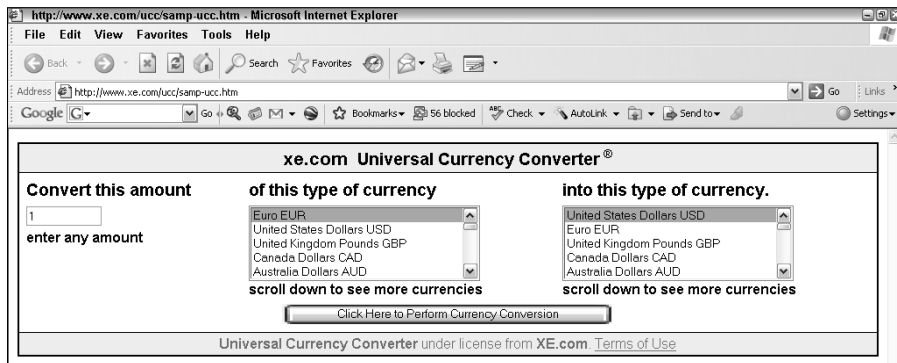 http://www.xe.com/ucc/samp-ucc.htm - Microsoft Internet Explorer
File Edit View Favorites Tools Help
Back Search Favorites
Address http://www.xe.com/ucc/samp-ucc.htm Go Links
Google G Go Bookmarks 56 blocked ABC Check AutoLink Send to Settings
xe.com Universal Currency Converter ®
Convert this amount
1
enter any amount
of this type of currency
Euro EUR
United States Dollars USD
United Kingdom Pounds GBP
Canada Dollars CAD
Australia Dollars AUD
scroll down to see more currencies
into this type of currency.
United States Dollars USD
Euro EUR
United Kingdom Pounds GBP
Canada Dollars CAD
Australia Dollars AUD
scroll down to see more currencies
Click Here to Perform Currency Conversion
Universal Currency Converter under license from XE.com. Terms of Use